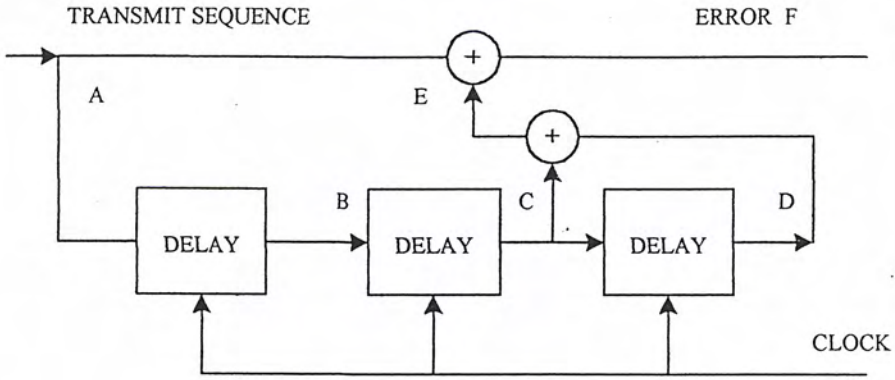 TRANSMIT SEQUENCE
ERROR F
+
A
E
+
B
C
D
DELAY
DELAY
DELAY
CLOCK